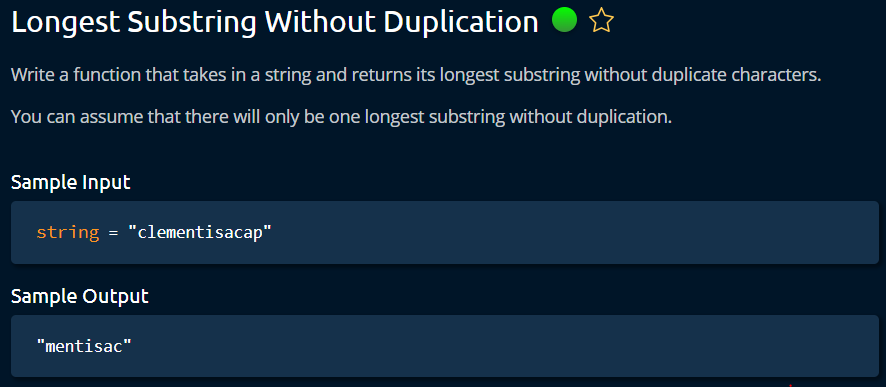 Longest Substring Without Duplication
Write a function that takes in a string and returns its longest substring without duplicate characters.
You can assume that there will only be one longest substring without duplication.
Sample Input
string = "clementisacap"
Sample Output
"mentisac"